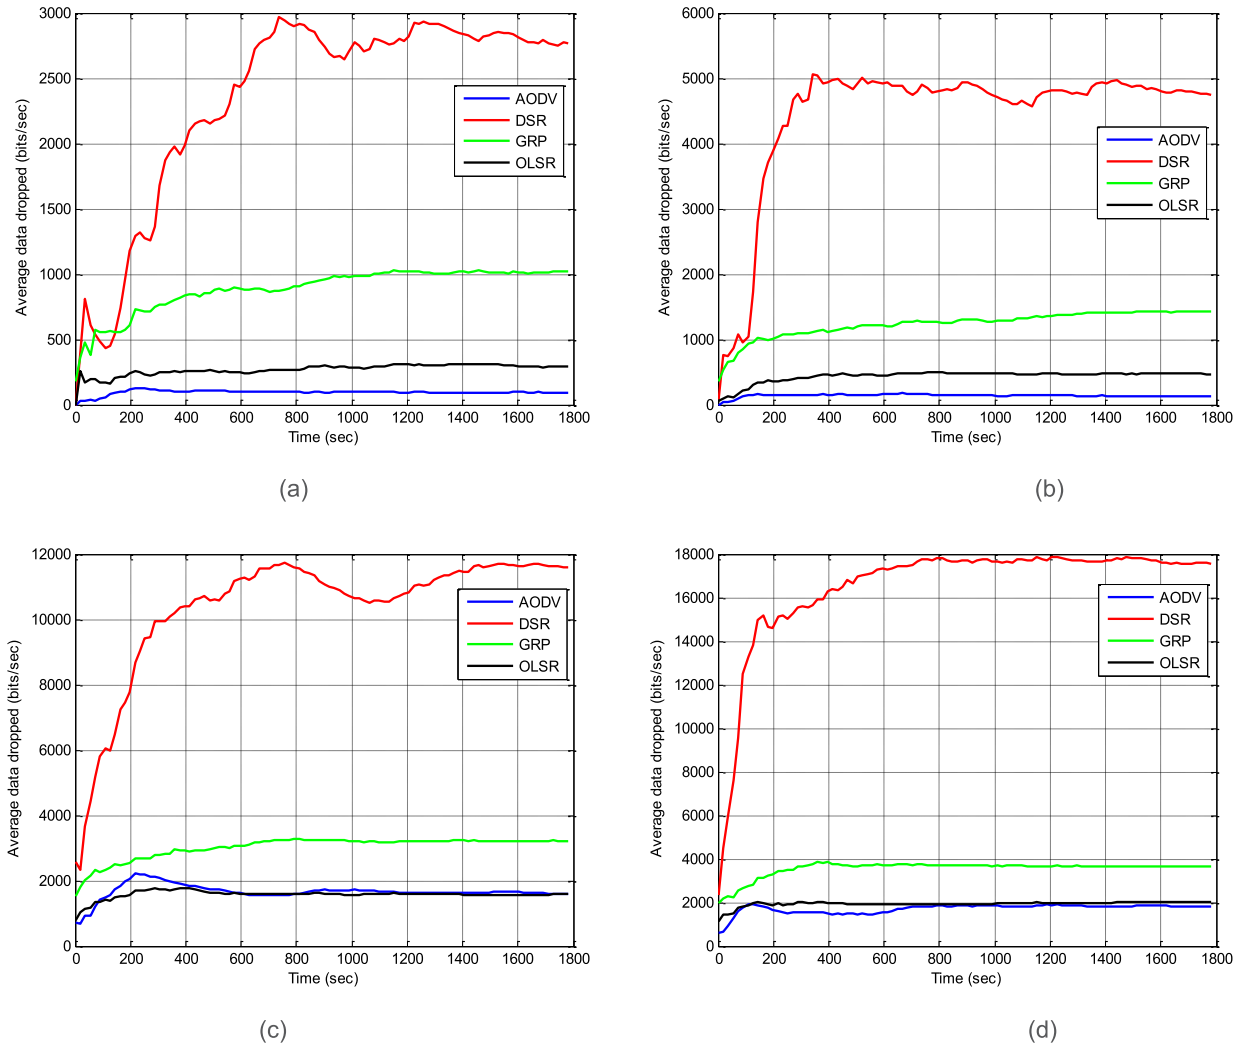 3000
2500
2000
1500
1000
500
0
Average data dropped (bits/sec)
AODV
DSR
GRP
OLSR
0 200 400 600 800 1000 1200 1400 1600 1800
Time (sec)
(a)
6000
5000
4000
3000
2000
1000
0
Average data dropped (bits/sec)
AODV
DSR
GRP
OLSR
0 200 400 600 800 1000 1200 1400 1600 1800
Time (sec)
(b)
12000
10000
8000
6000
4000
2000
0
Average data dropped (bits/sec)
AODV
DSR
GRP
OLSR
0 200 400 600 800 1000 1200 1400 1600 1800
Time (sec)
(c)
18000
16000
14000
12000
10000
8000
6000
4000
2000
0
Average data dropped (bits/sec)
AODV
DSR
GRP
OLSR
0 200 400 600 800 1000 1200 1400 1600 1800
Time (sec)
(d)